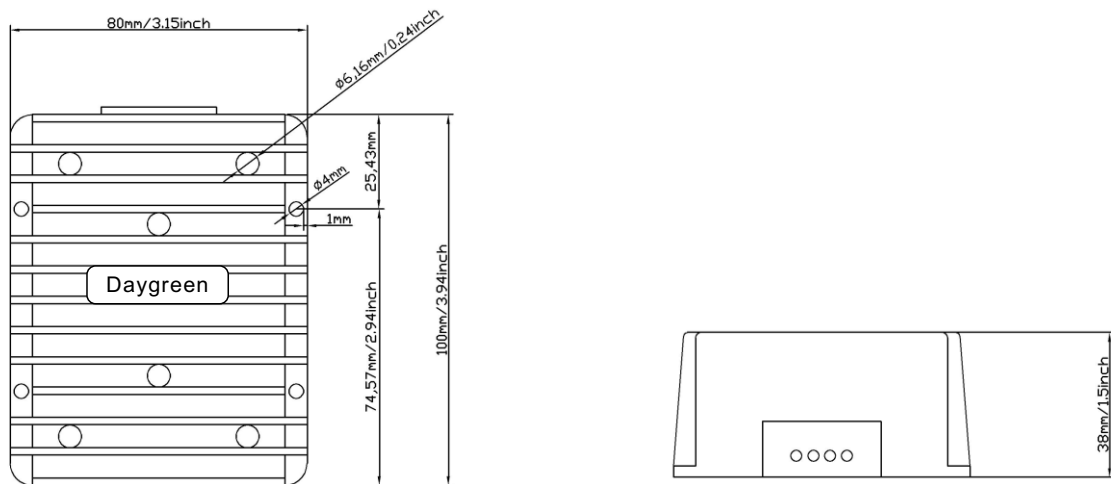 80mm/3.15inch
ø6,16mm/0.24inch
25,43mm
ø4mm
1mm
Daygreen
74,57mm/2.94inch
100mm/3.94inch
38mm/1.5inch